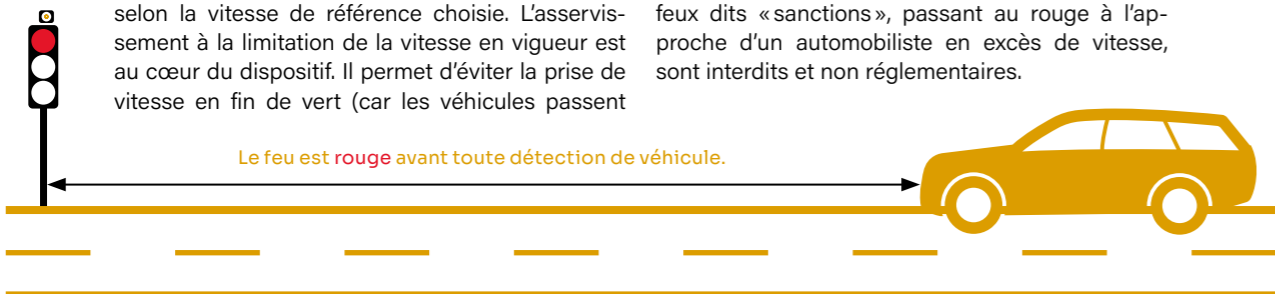 selon la vitesse de référence choisie. L'asservis-
sement à la limitation de la vitesse en vigueur est
au cœur du dispositif. Il permet d'éviter la prise de
vitesse en fin de vert (car les véhicules passent
feux dits «sanctions», passant au rouge à l'ap-
proche d'un automobiliste en excès de vitesse,
sont interdits et non réglementaires.
Le feu est rouge avant toute détection de véhicule.